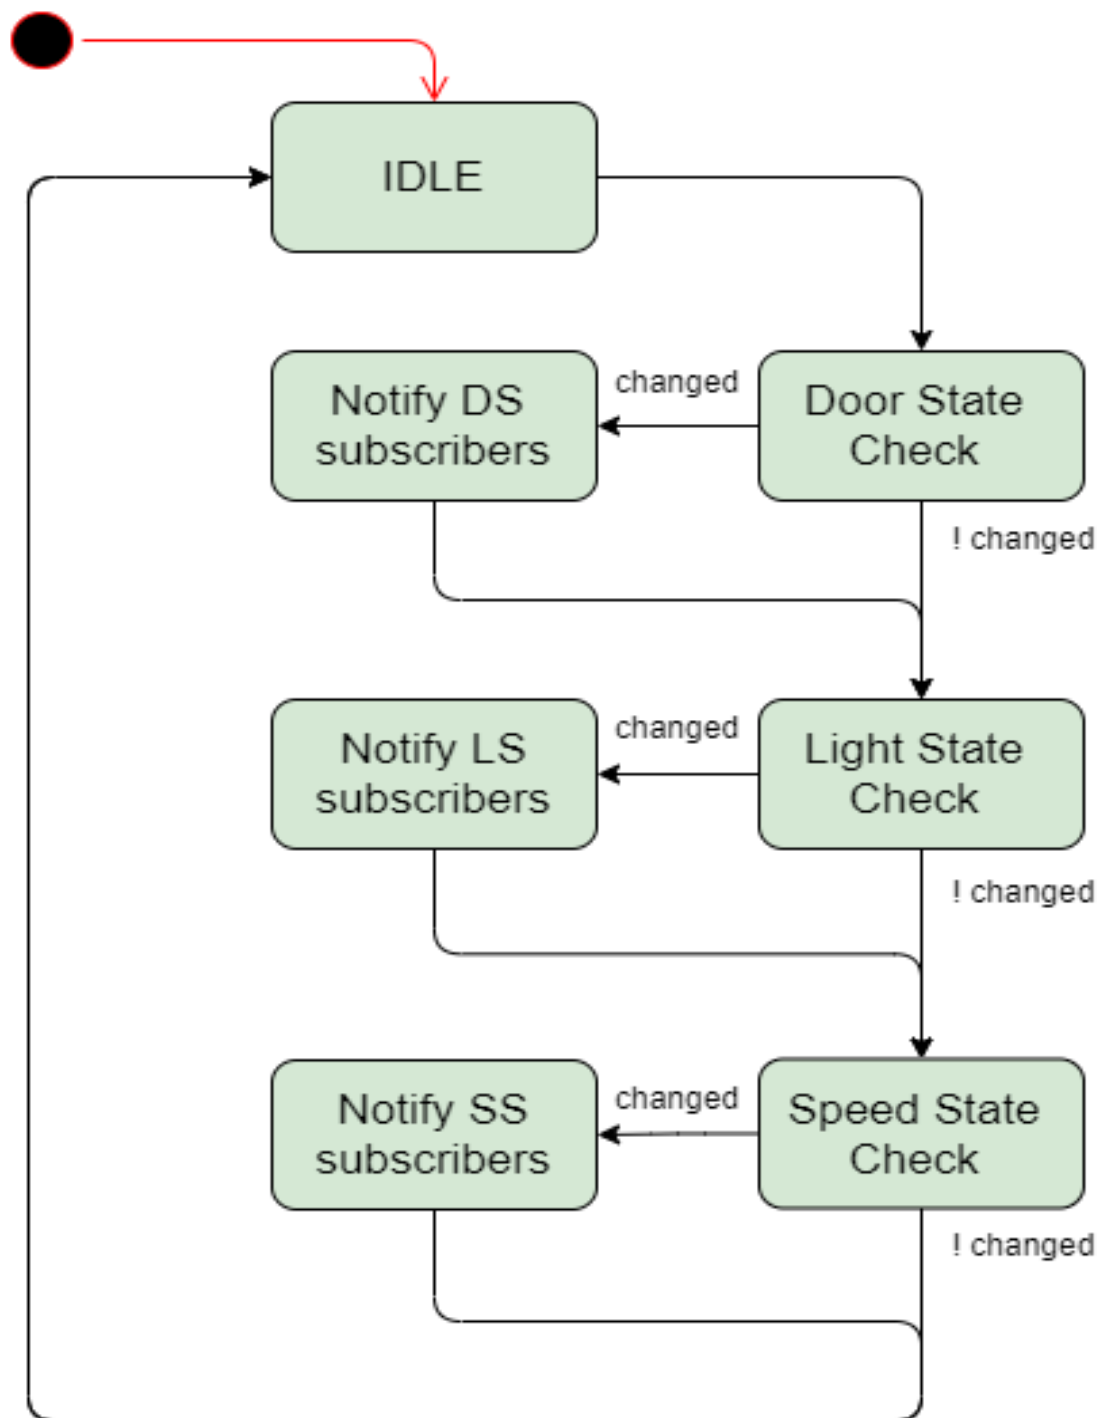 IDLE
changed
Notify DS
subscribers
Door State
Check
! changed
changed
Notify LS
subscribers
Light State
Check
! changed
changed
Notify SS
subscribers
Speed State
Check
! changed